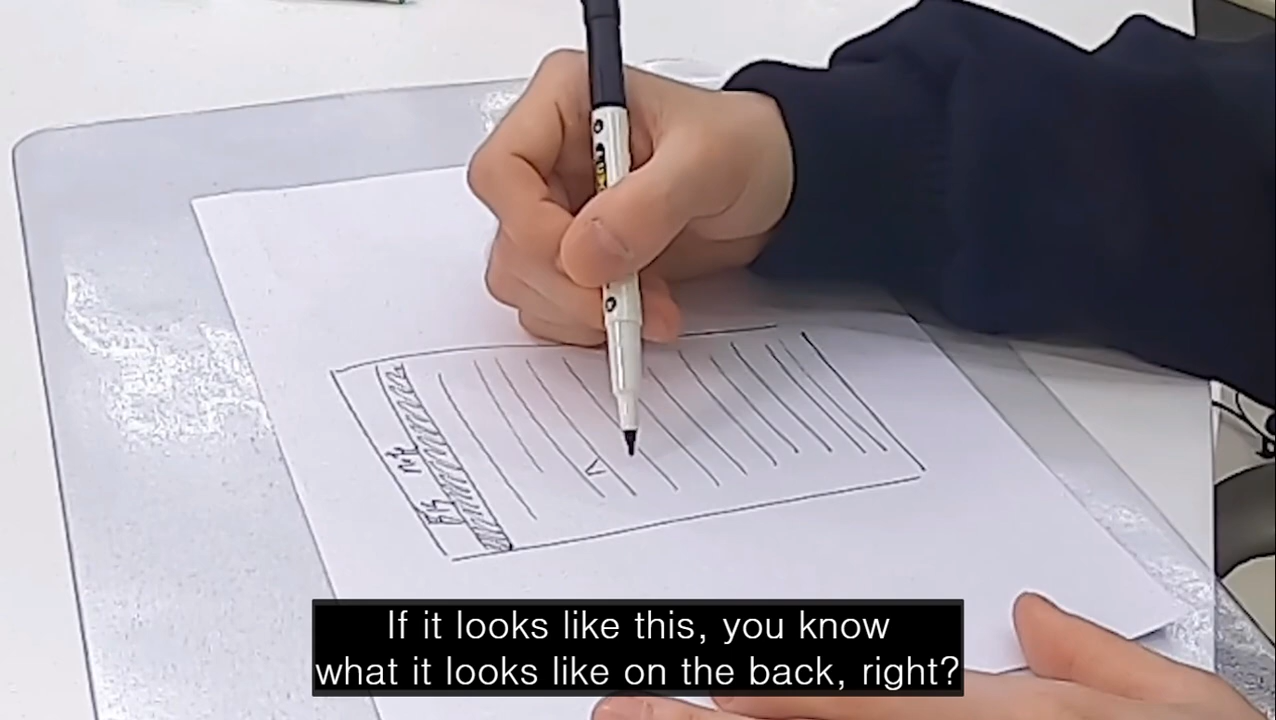 If it looks like this, you know
what it looks like on the back, right?